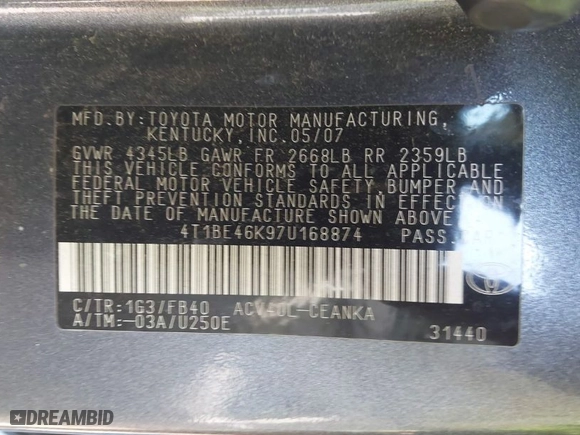 MFD.BY:TOYOTA MOTOR MANUFACTURING,
KENTUCKY,INC.05/07
GVWR 4345LB GAWR FR 2668LB RR 2359LB
THIS VEHICLE CONFORMS TO ALL APPLICABLE
FEDERAL MOTOR VEHICLE SAFETY, BUMPER AND
THEFT PREVENTION STANDARDS IN EFFECT ON
THE DATE OF MANUFACTURE SHOWN ABOVE.
4T1BE46K97U168874 PASS.
C/TR:1G3/FB40 ACV40L-CEANKA
A/TM:-03A/U250E 31440
DREAMBID